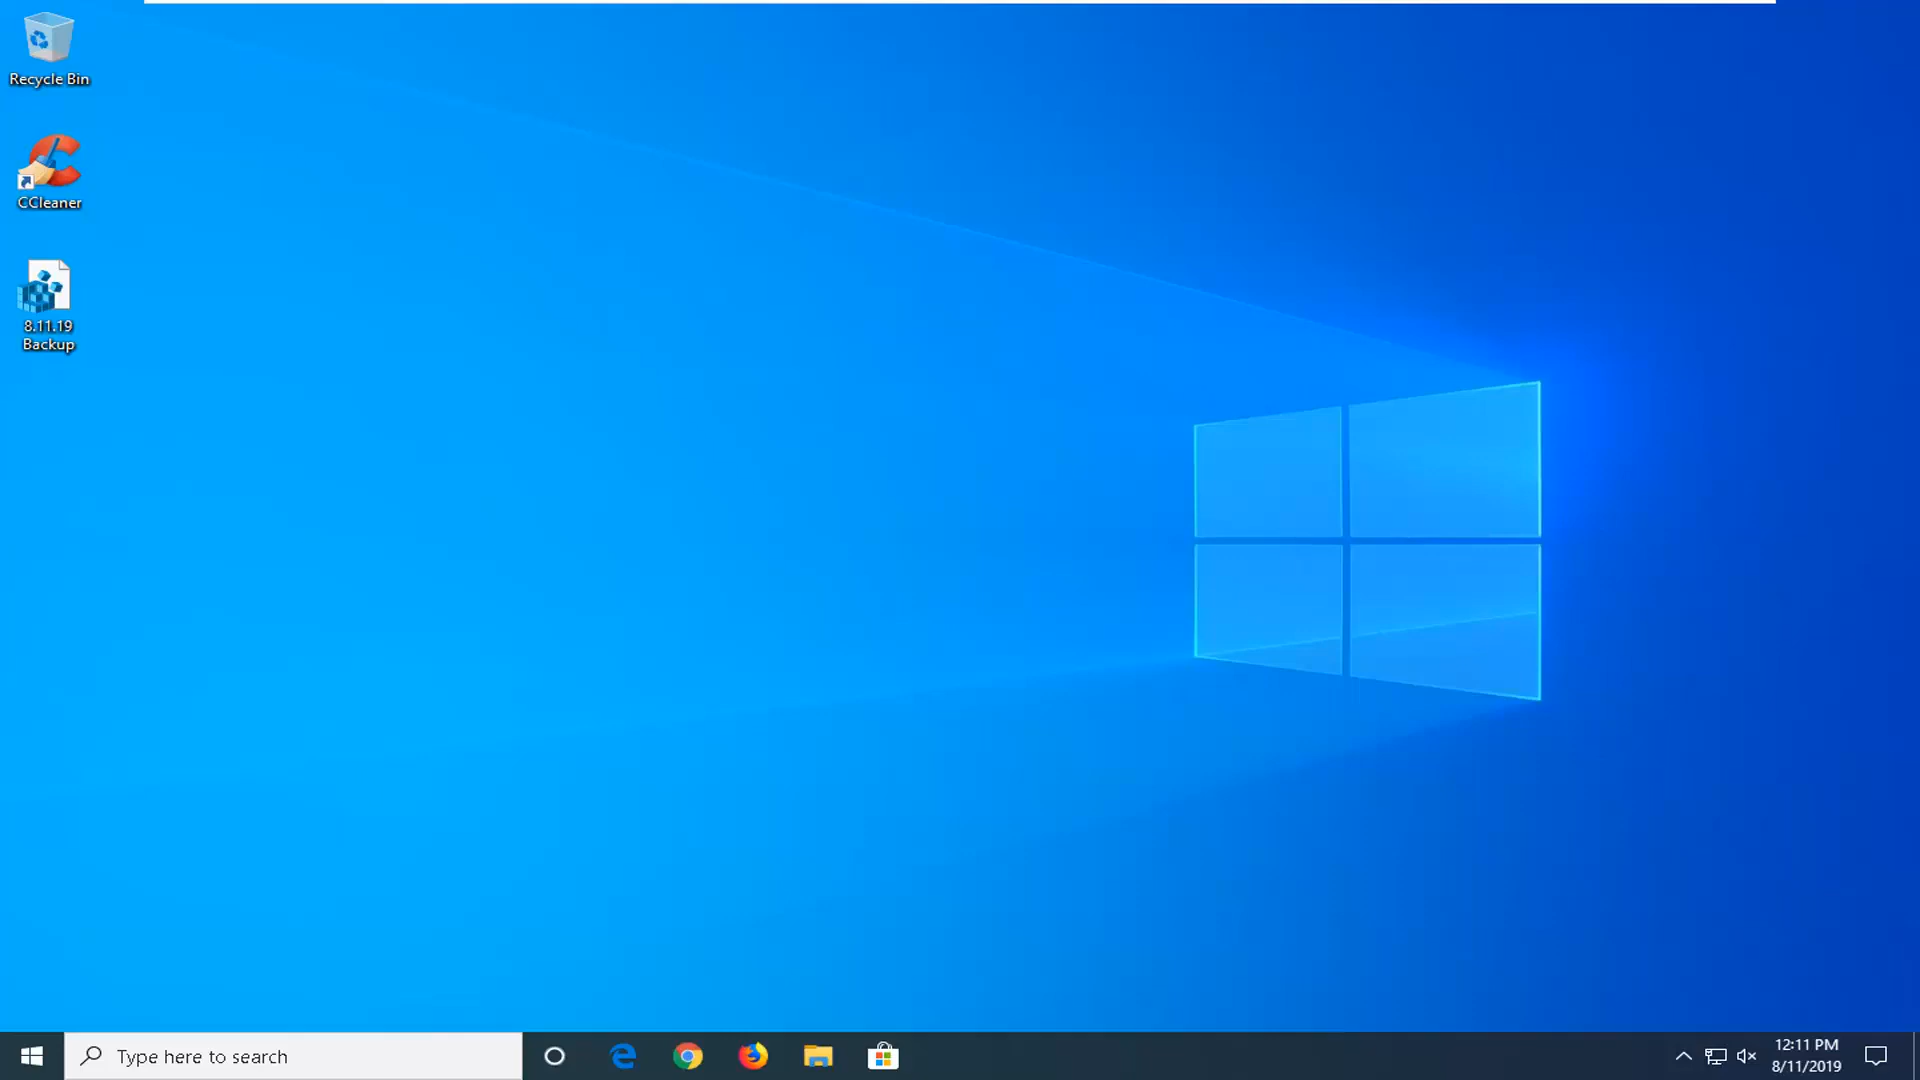 Recycle Bin
CCleaner
8.11.19
Backup
Type here to search
12:11 PM
8/11/2019